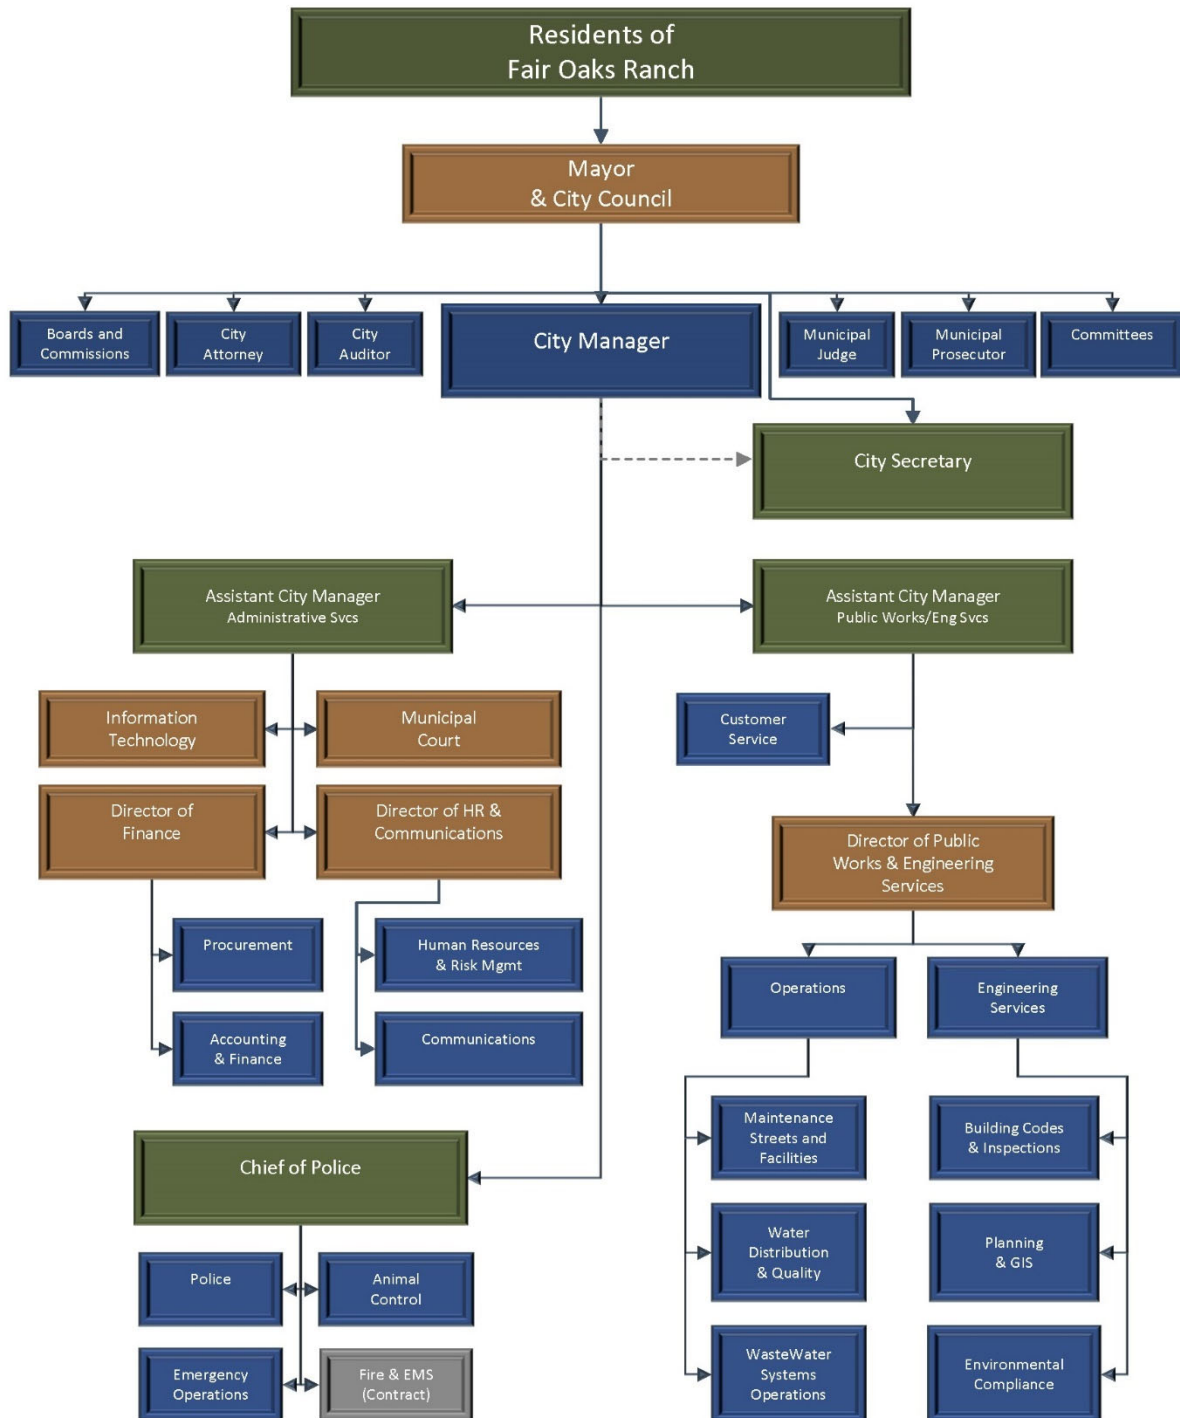 Residents of
Fair Oaks Ranch
Mayor
& City Council
Boards and
Commissions
City
Attorney
City
Auditor
City Manager
Municipal
Judge
Municipal
Prosecutor
Committees
City Secretary
Assistant City Manager
Administrative Svcs
Assistant City Manager
Public Works/Eng Svcs
Information
Technology
Municipal
Court
Customer
Service
Director of
Finance
Director of HR &
Communications
Director of Public
Works & Engineering
Services
Procurement
Human Resources
& Risk Mgmt
Accounting
& Finance
Communications
Operations
Engineering
Services
Maintenance
Streets and
Facilities
Building Codes
& Inspections
Chief of Police
Water
Distribution
& Quality
Planning
& GIS
Police
Animal
Control
Emergency
Operations
Fire & EMS
(Contract)
WasteWater
Systems
Operations
Environmental
Compliance